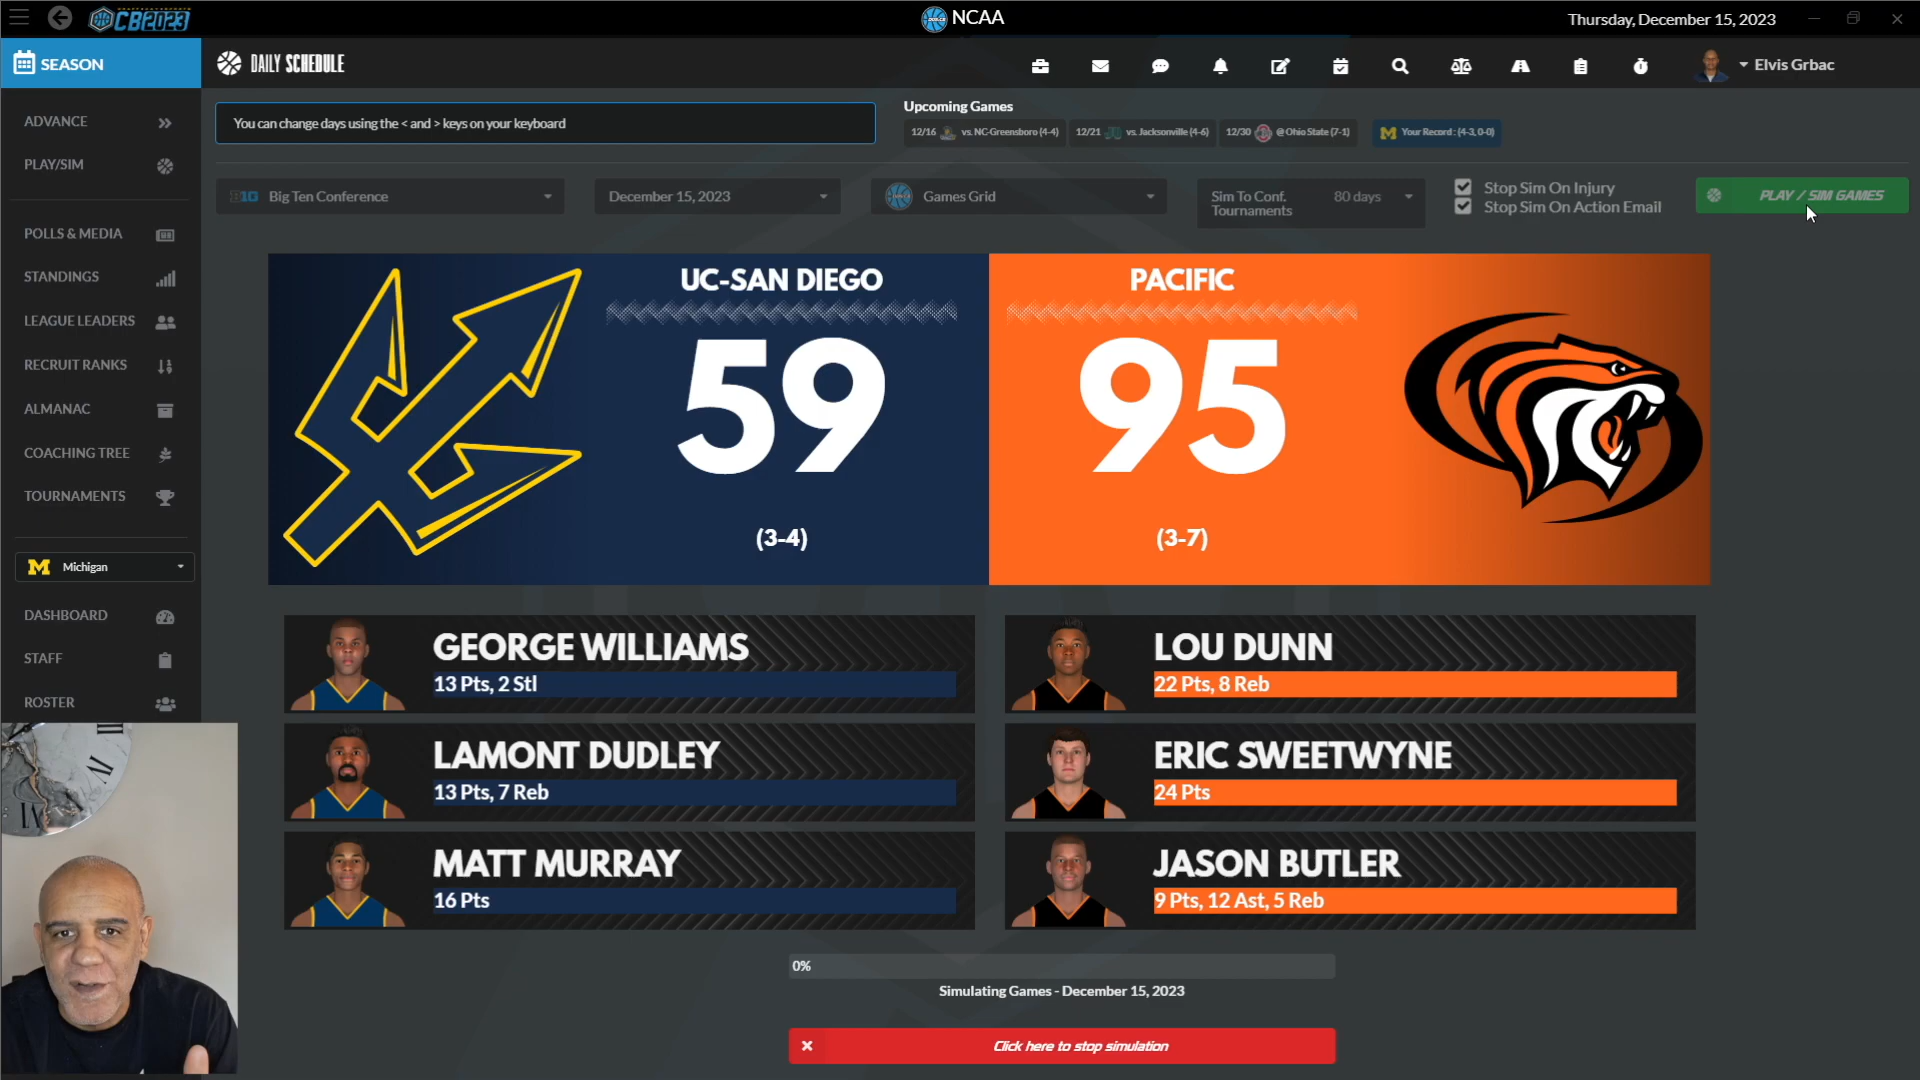 CB2023
NCAA
Thursday, December 15, 2023
SEASON
DAILY SCHEDULE
Elvis Grbac
ADVANCE
PLAY/SIM
POLLS & MEDIA
STANDINGS
LEAGUE LEADERS
RECRUIT RANKS
ALMANAC
COACHING TREE
TOURNAMENTS
Michigan
DASHBOARD
STAFF
ROSTER
You can change days using the < and > keys on your keyboard
Upcoming Games
12/16 vs. NC-Greensboro (4-4)
12/21 vs. Jacksonville (4-6)
12/30 @ Ohio State (7-1)
Your Record : (4-3, 0-0)
B1G Big Ten Conference
December 15, 2023
Games Grid
Sim To Conf. Tournaments
80 days
Stop Sim On Injury
Stop Sim On Action Email
PLAY / SIM GAMES
UC-SAN DIEGO
59
(3-4)
PACIFIC
95
(3-7)
GEORGE WILLIAMS
13 Pts, 2 Stl
LAMONT DUDLEY
13 Pts, 7 Reb
MATT MURRAY
16 Pts
LOU DUNN
22 Pts, 8 Reb
ERIC SWEETWYNE
24 Pts
JASON BUTLER
9 Pts, 12 Ast, 5 Reb
0%
Simulating Games - December 15, 2023
Click here to stop simulation